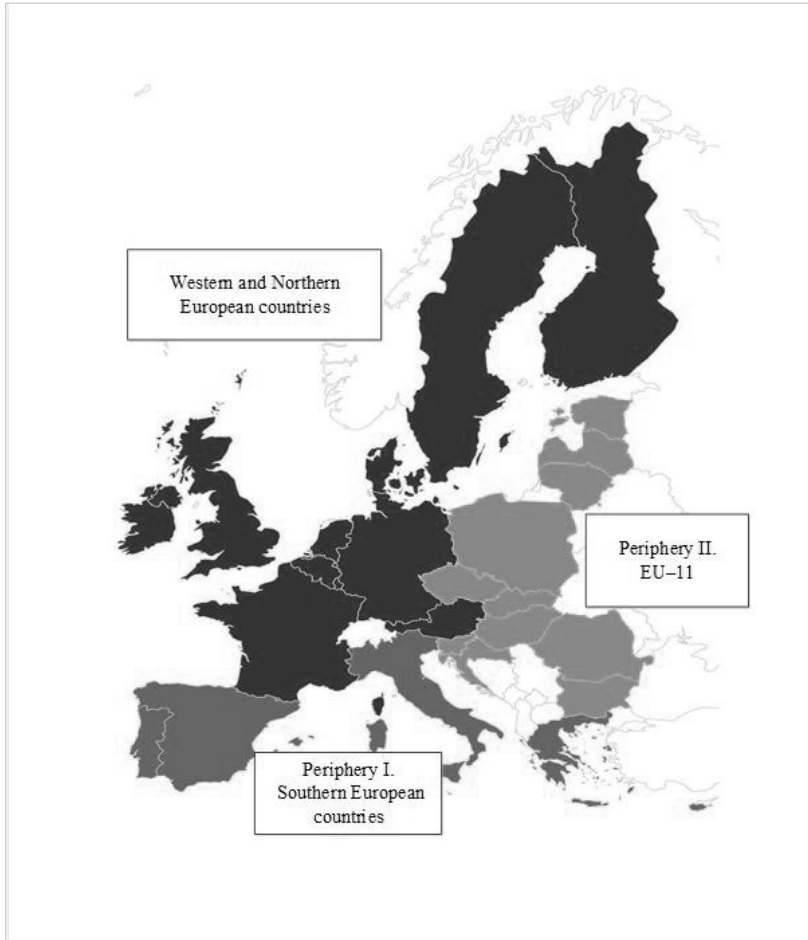 Western and Northern
European countries
Periphery II.
EU–11
Periphery I.
Southern European
countries